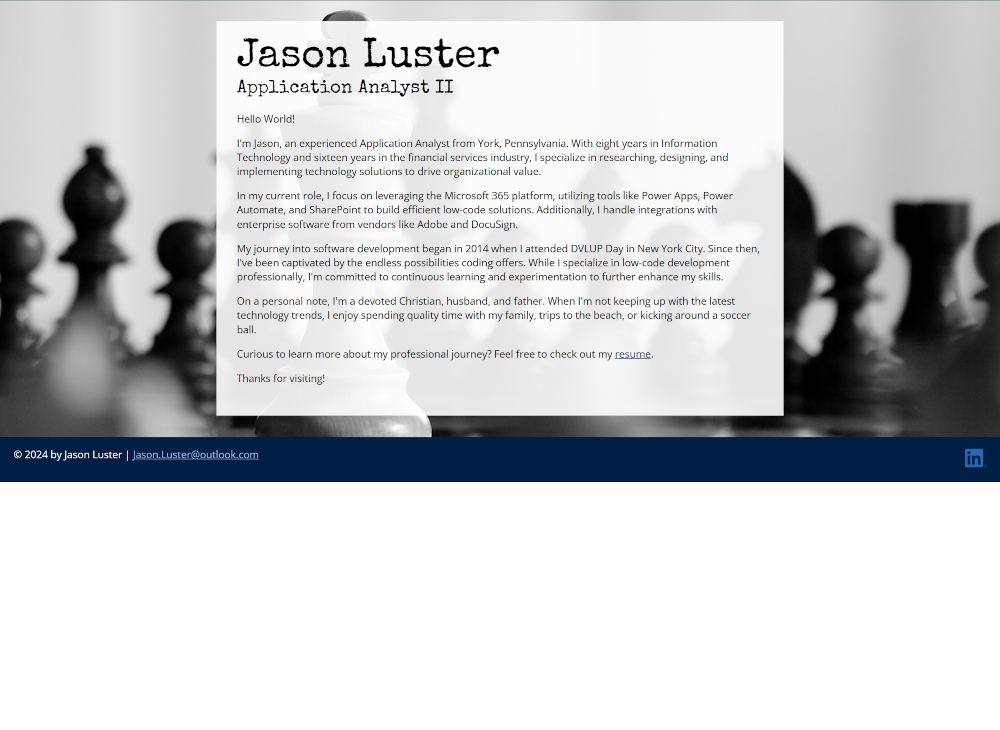 Jason Luster
Application Analyst II
Hello World!
I'm Jason, an experienced Application Analyst from York, Pennsylvania. With eight years in Information
Technology and sixteen years in the financial services industry, I specialize in researching, designing, and
implementing technology solutions to drive organizational value.
In my current role, I focus on leveraging the Microsoft 365 platform, utilizing tools like Power Apps, Power
Automate, and SharePoint to build efficient low-code solutions. Additionally, I handle integrations with
enterprise software from vendors like Adobe and DocuSign.
My journey into software development began in 2014 when I attended DVLUP Day in New York City. Since then,
I've been captivated by the endless possibilities coding offers. While I specialize in low-code development
professionally, I'm committed to continuous learning and experimentation to further enhance my skills.
On a personal note, I'm a devoted Christian, husband, and father. When I'm not keeping up with the latest
technology trends, I enjoy spending quality time with my family, trips to the beach, or kicking around a soccer
ball.
Curious to learn more about my professional journey? Feel free to check out my resume.
Thanks for visiting!
© 2024 by Jason Luster | Jason.Luster@outlook.com
in